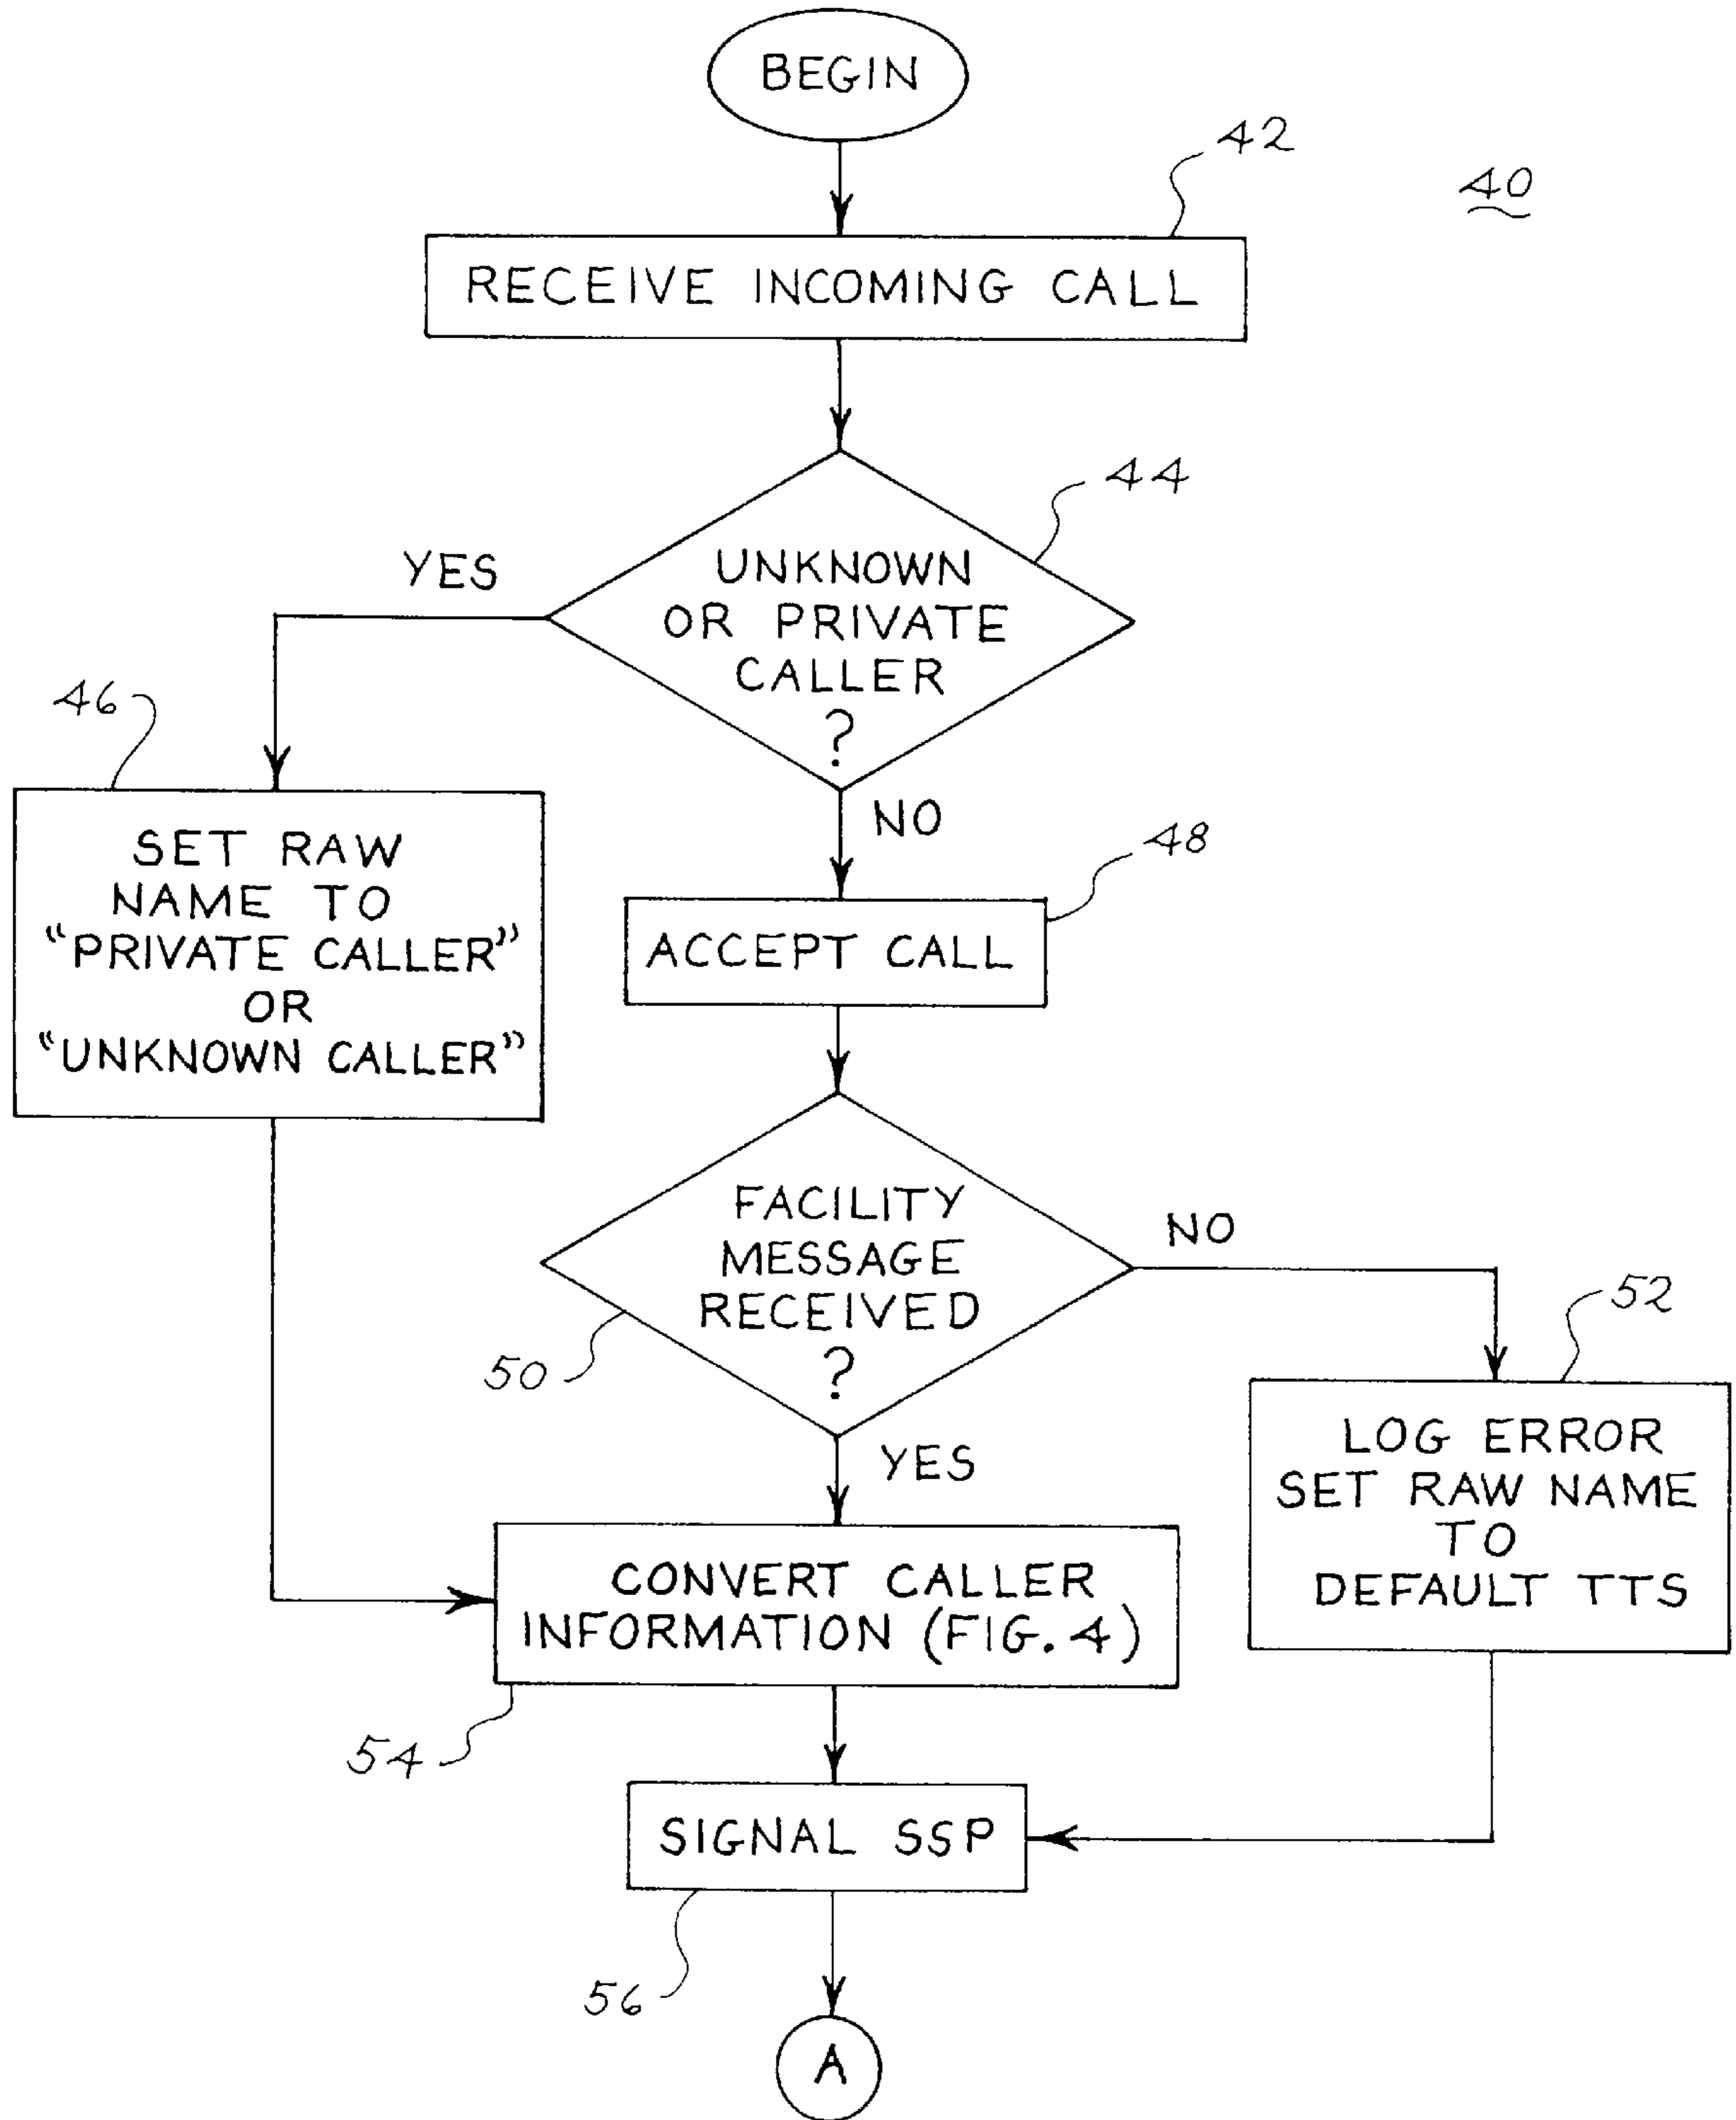 BEGIN
42
40
RECEIVE INCOMING CALL
44
YES
UNKNOWN
OR PRIVATE
CALLER
?
46
NO
48
SET RAW
NAME TO
“PRIVATE CALLER”
OR
“UNKNOWN CALLER”
ACCEPT CALL
FACILITY
MESSAGE
RECEIVED
?
NO
50
52
YES
LOG ERROR
SET RAW NAME
TO
DEFAULT TTS
CONVERT CALLER
INFORMATION (FIG. 4)
54
SIGNAL SSP
56
A